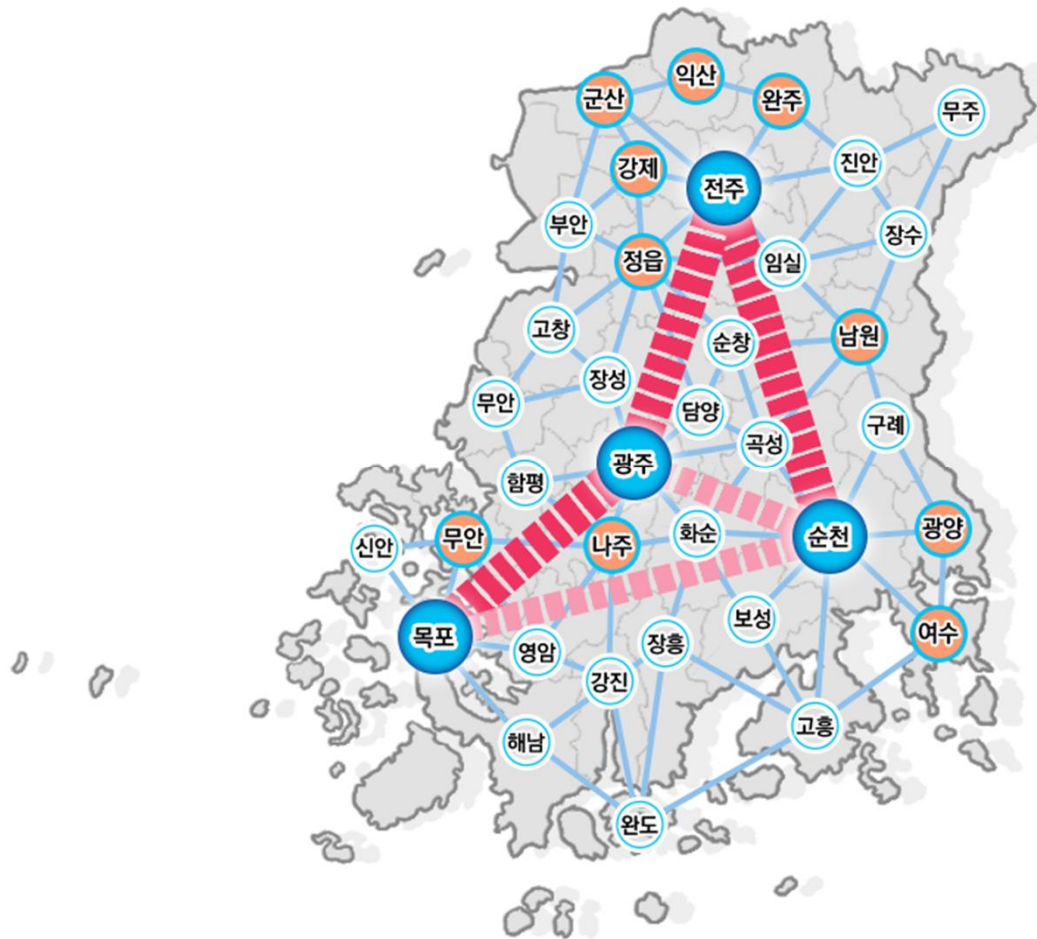 익산
군산
완주
무주
강제
진안
전주
부안
장수
정읍
임실
고창
순창
남원
장성
무안
담양
구례
곡성
광주
함평
순천
광양
신안
무안
나주
화순
보성
여수
목포
영암
장흥
강진
고흥
해남
완도